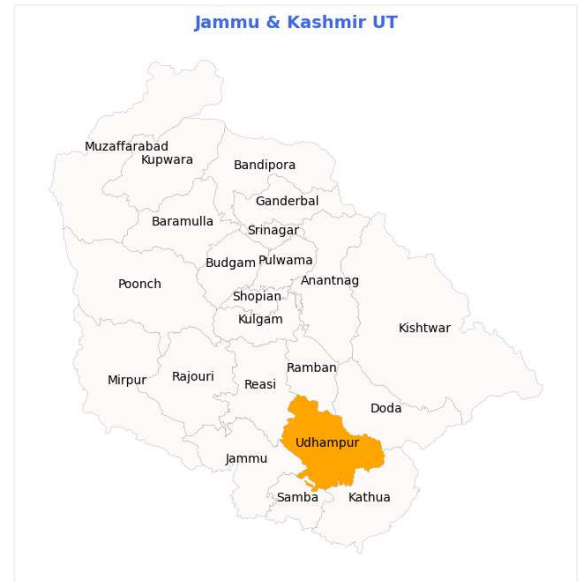 Jammu & Kashmir UT
Muzaffarabad
Kupwara
Bandipora
Ganderbal
Baramulla
Srinagar
Budgam
Pulwama
Anantnag
Poonch
Shopian
Kulgam
Kishtwar
Ramban
Mirpur
Rajouri
Reasi
Doda
Udhampur
Jammu
Samba
Kathua